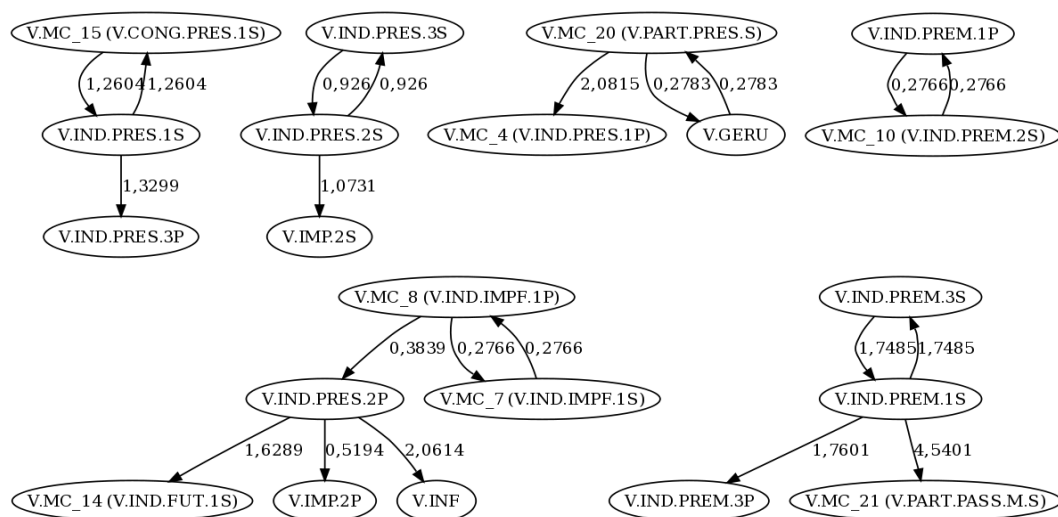 V.MC_15 (V.CONG.PRES.1S)
V.IND.PRES.3S
V.MC_20 (V.PART.PRES.S)
V.IND.PREM.1P
1,2604
1,2604
0,926
0,926
2,0815
0,2783
0,2783
0,2766
0,2766
V.IND.PRES.1S
V.IND.PRES.2S
V.MC_4 (V.IND.PRES.1P)
V.GERU
V.MC_10 (V.IND.PREM.2S)
1,3299
1,0731
V.IND.PRES.3P
V.IMP.2S
V.MC_8 (V.IND.IMPF.1P)
V.IND.PREM.3S
0,3839
0,2766
0,2766
1,7485
1,7485
V.IND.PRES.2P
V.MC_7 (V.IND.IMPF.1S)
V.IND.PREM.1S
1,6289
0,5194
2,0614
1,7601
4,5401
V.MC_14 (V.IND.FUT.1S)
V.IMP.2P
V.INF
V.IND.PREM.3P
V.MC_21 (V.PART.PASS.M.S)